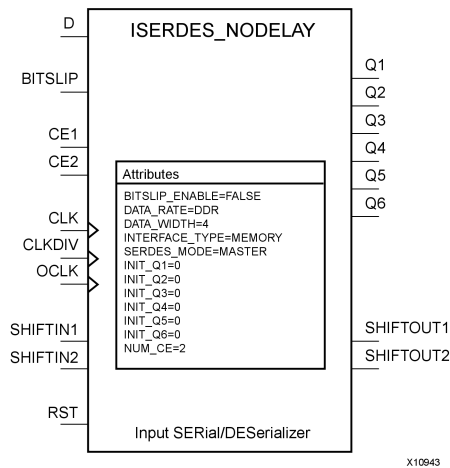 ISERDES_NODELAY
D
BITSLIP
CE1
CE2
CLK
CLKDIV
OCLK
SHIFTIN1
SHIFTIN2
RST
Attributes
BITSLIP_ENABLE=FALSE
DATA_RATE=DDR
DATA_WIDTH=4
INTERFACE_TYPE=MEMORY
SERDES_MODE=MASTER
INIT_Q1=0
INIT_Q2=0
INIT_Q3=0
INIT_Q4=0
INIT_Q5=0
INIT_Q6=0
NUM_CE=2
Q1
Q2
Q3
Q4
Q5
Q6
SHIFTOUT1
SHIFTOUT2
Input SERial/DESerializer
X10943